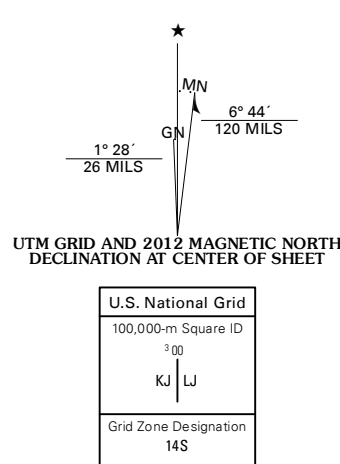 ★
MN
GN
6° 44´
120 MILS
1° 28´
26 MILS
UTM GRID AND 2012 MAGNETIC NORTH
DECLINATION AT CENTER OF SHEET
U.S. National Grid
100,000-m Square ID
³00
KJ LJ
Grid Zone Designation
14S